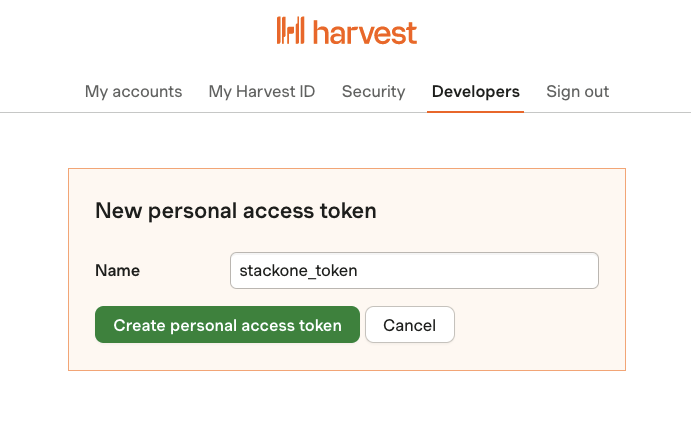 harvest
My accounts My Harvest ID Security Developers Sign out
New personal access token
Name stackone_token
Create personal access token Cancel